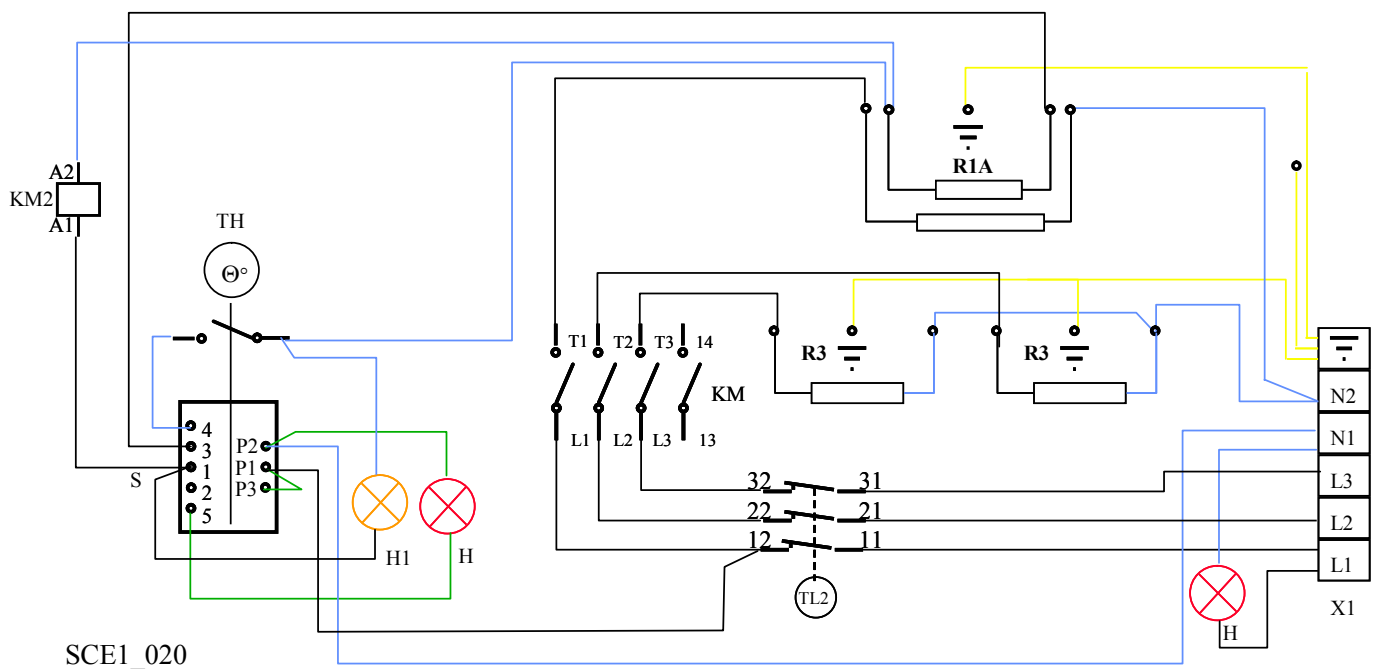 A2
KM2
A1
TH
Θ°
R1A
T1
T2
T3
14
KM
R3
R3
L1
L2
L3
13
N2
N1
L3
L2
L1
X1
4
3
1
2
5
P2
P1
P3
S
H1
H
32
31
22
21
12
11
TL2
H
SCE1_020